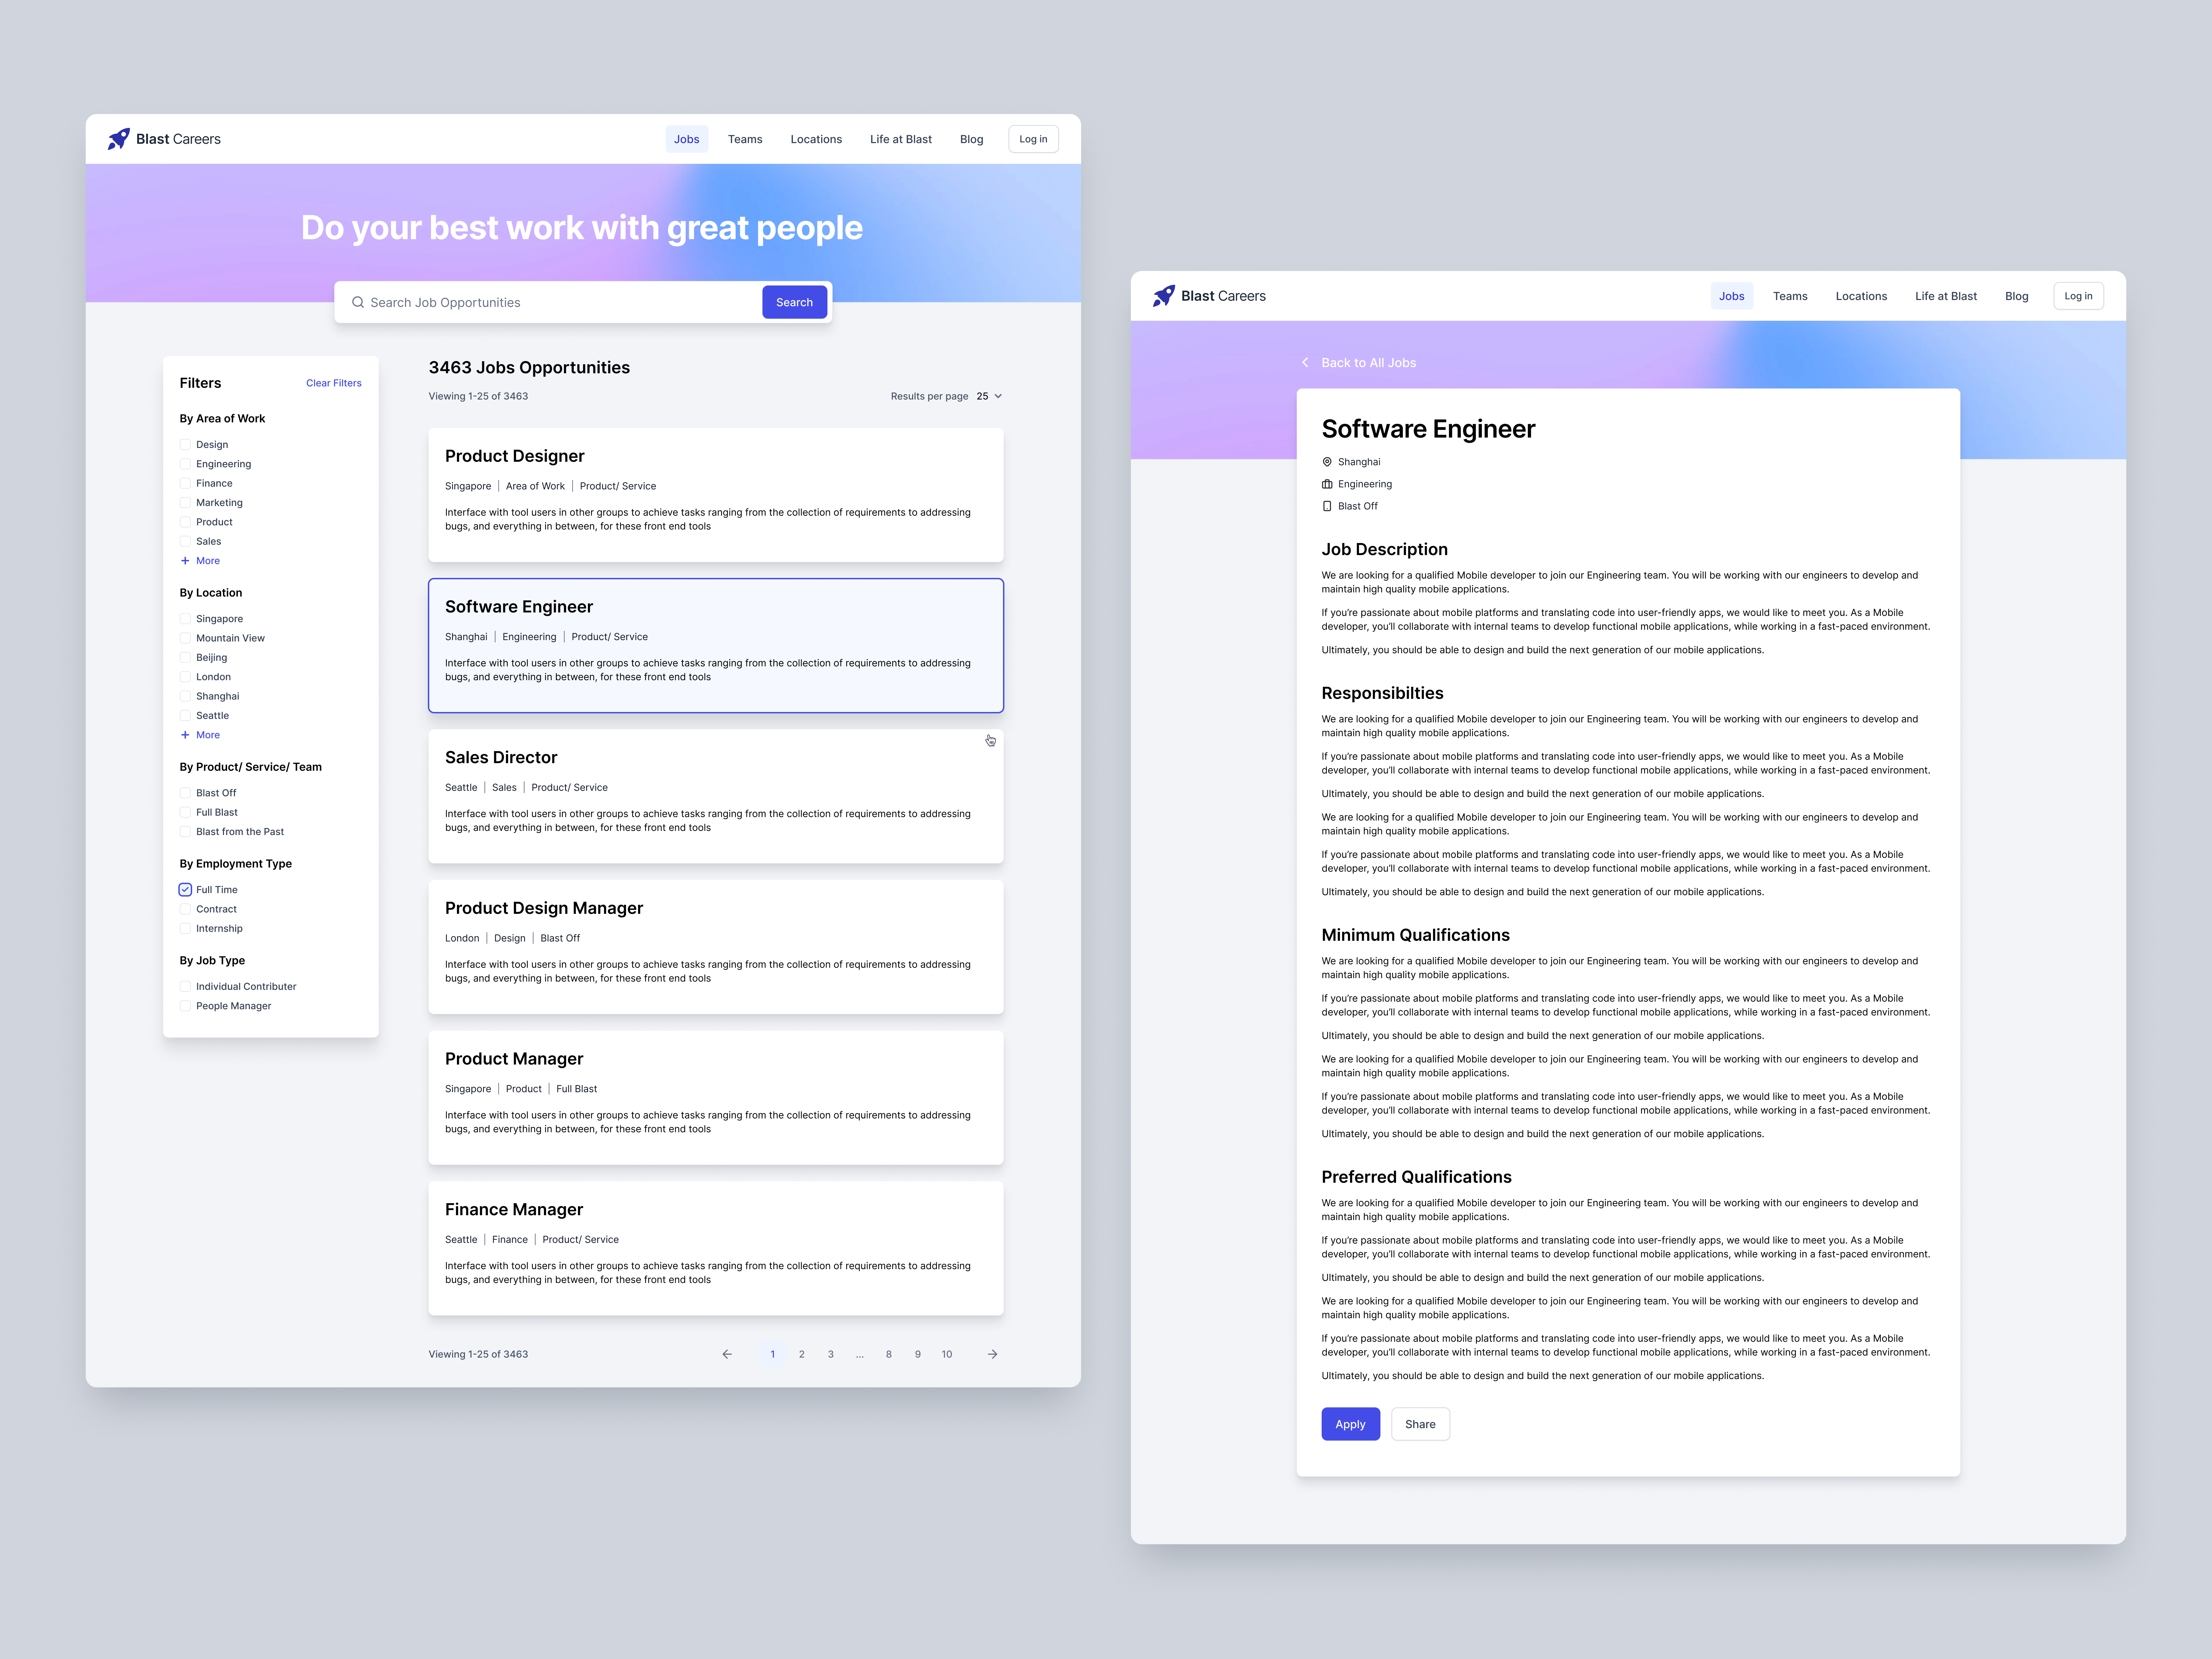 Blast Careers
Jobs
Teams
Locations
Life at Blast
Blog
Log in
Do your best work with great people
Search Job Opportunities
Search
Filters
Clear Filters
By Area of Work
Design
Engineering
Finance
Marketing
Product
Sales
+ More
By Location
Singapore
Mountain View
Beijing
London
Shanghai
Seattle
+ More
By Product/ Service/ Team
Blast Off
Full Blast
Blast from the Past
By Employment Type
Full Time
Contract
Internship
By Job Type
Individual Contributer
People Manager
3463 Jobs Opportunities
Viewing 1-25 of 3463
Results per page 25
Product Designer
Singapore | Area of Work | Product/ Service
Interface with tool users in other groups to achieve tasks ranging from the collection of requirements to addressing
bugs, and everything in between, for these front end tools
Software Engineer
Shanghai | Engineering | Product/ Service
Interface with tool users in other groups to achieve tasks ranging from the collection of requirements to addressing
bugs, and everything in between, for these front end tools
Sales Director
Seattle | Sales | Product/ Service
Interface with tool users in other groups to achieve tasks ranging from the collection of requirements to addressing
bugs, and everything in between, for these front end tools
Product Design Manager
London | Design | Blast Off
Interface with tool users in other groups to achieve tasks ranging from the collection of requirements to addressing
bugs, and everything in between, for these front end tools
Product Manager
Singapore | Product | Full Blast
Interface with tool users in other groups to achieve tasks ranging from the collection of requirements to addressing
bugs, and everything in between, for these front end tools
Finance Manager
Seattle | Finance | Product/ Service
Interface with tool users in other groups to achieve tasks ranging from the collection of requirements to addressing
bugs, and everything in between, for these front end tools
Viewing 1-25 of 3463
1 2 3 ... 8 9 10
Blast Careers
Jobs
Teams
Locations
Life at Blast
Blog
Log in
Back to All Jobs
Software Engineer
Shanghai
Engineering
Blast Off
Job Description
We are looking for a qualified Mobile developer to join our Engineering team. You will be working with our engineers to develop and
maintain high quality mobile applications.
If you’re passionate about mobile platforms and translating code into user-friendly apps, we would like to meet you. As a Mobile
developer, you’ll collaborate with internal teams to develop functional mobile applications, while working in a fast-paced environment.
Ultimately, you should be able to design and build the next generation of our mobile applications.
Responsibilties
We are looking for a qualified Mobile developer to join our Engineering team. You will be working with our engineers to develop and
maintain high quality mobile applications.
If you’re passionate about mobile platforms and translating code into user-friendly apps, we would like to meet you. As a Mobile
developer, you’ll collaborate with internal teams to develop functional mobile applications, while working in a fast-paced environment.
Ultimately, you should be able to design and build the next generation of our mobile applications.
We are looking for a qualified Mobile developer to join our Engineering team. You will be working with our engineers to develop and
maintain high quality mobile applications.
If you’re passionate about mobile platforms and translating code into user-friendly apps, we would like to meet you. As a Mobile
developer, you’ll collaborate with internal teams to develop functional mobile applications, while working in a fast-paced environment.
Ultimately, you should be able to design and build the next generation of our mobile applications.
Minimum Qualifications
We are looking for a qualified Mobile developer to join our Engineering team. You will be working with our engineers to develop and
maintain high quality mobile applications.
If you’re passionate about mobile platforms and translating code into user-friendly apps, we would like to meet you. As a Mobile
developer, you’ll collaborate with internal teams to develop functional mobile applications, while working in a fast-paced environment.
Ultimately, you should be able to design and build the next generation of our mobile applications.
We are looking for a qualified Mobile developer to join our Engineering team. You will be working with our engineers to develop and
maintain high quality mobile applications.
If you’re passionate about mobile platforms and translating code into user-friendly apps, we would like to meet you. As a Mobile
developer, you’ll collaborate with internal teams to develop functional mobile applications, while working in a fast-paced environment.
Ultimately, you should be able to design and build the next generation of our mobile applications.
Preferred Qualifications
We are looking for a qualified Mobile developer to join our Engineering team. You will be working with our engineers to develop and
maintain high quality mobile applications.
If you’re passionate about mobile platforms and translating code into user-friendly apps, we would like to meet you. As a Mobile
developer, you’ll collaborate with internal teams to develop functional mobile applications, while working in a fast-paced environment.
Ultimately, you should be able to design and build the next generation of our mobile applications.
We are looking for a qualified Mobile developer to join our Engineering team. You will be working with our engineers to develop and
maintain high quality mobile applications.
If you’re passionate about mobile platforms and translating code into user-friendly apps, we would like to meet you. As a Mobile
developer, you’ll collaborate with internal teams to develop functional mobile applications, while working in a fast-paced environment.
Ultimately, you should be able to design and build the next generation of our mobile applications.
Apply
Share